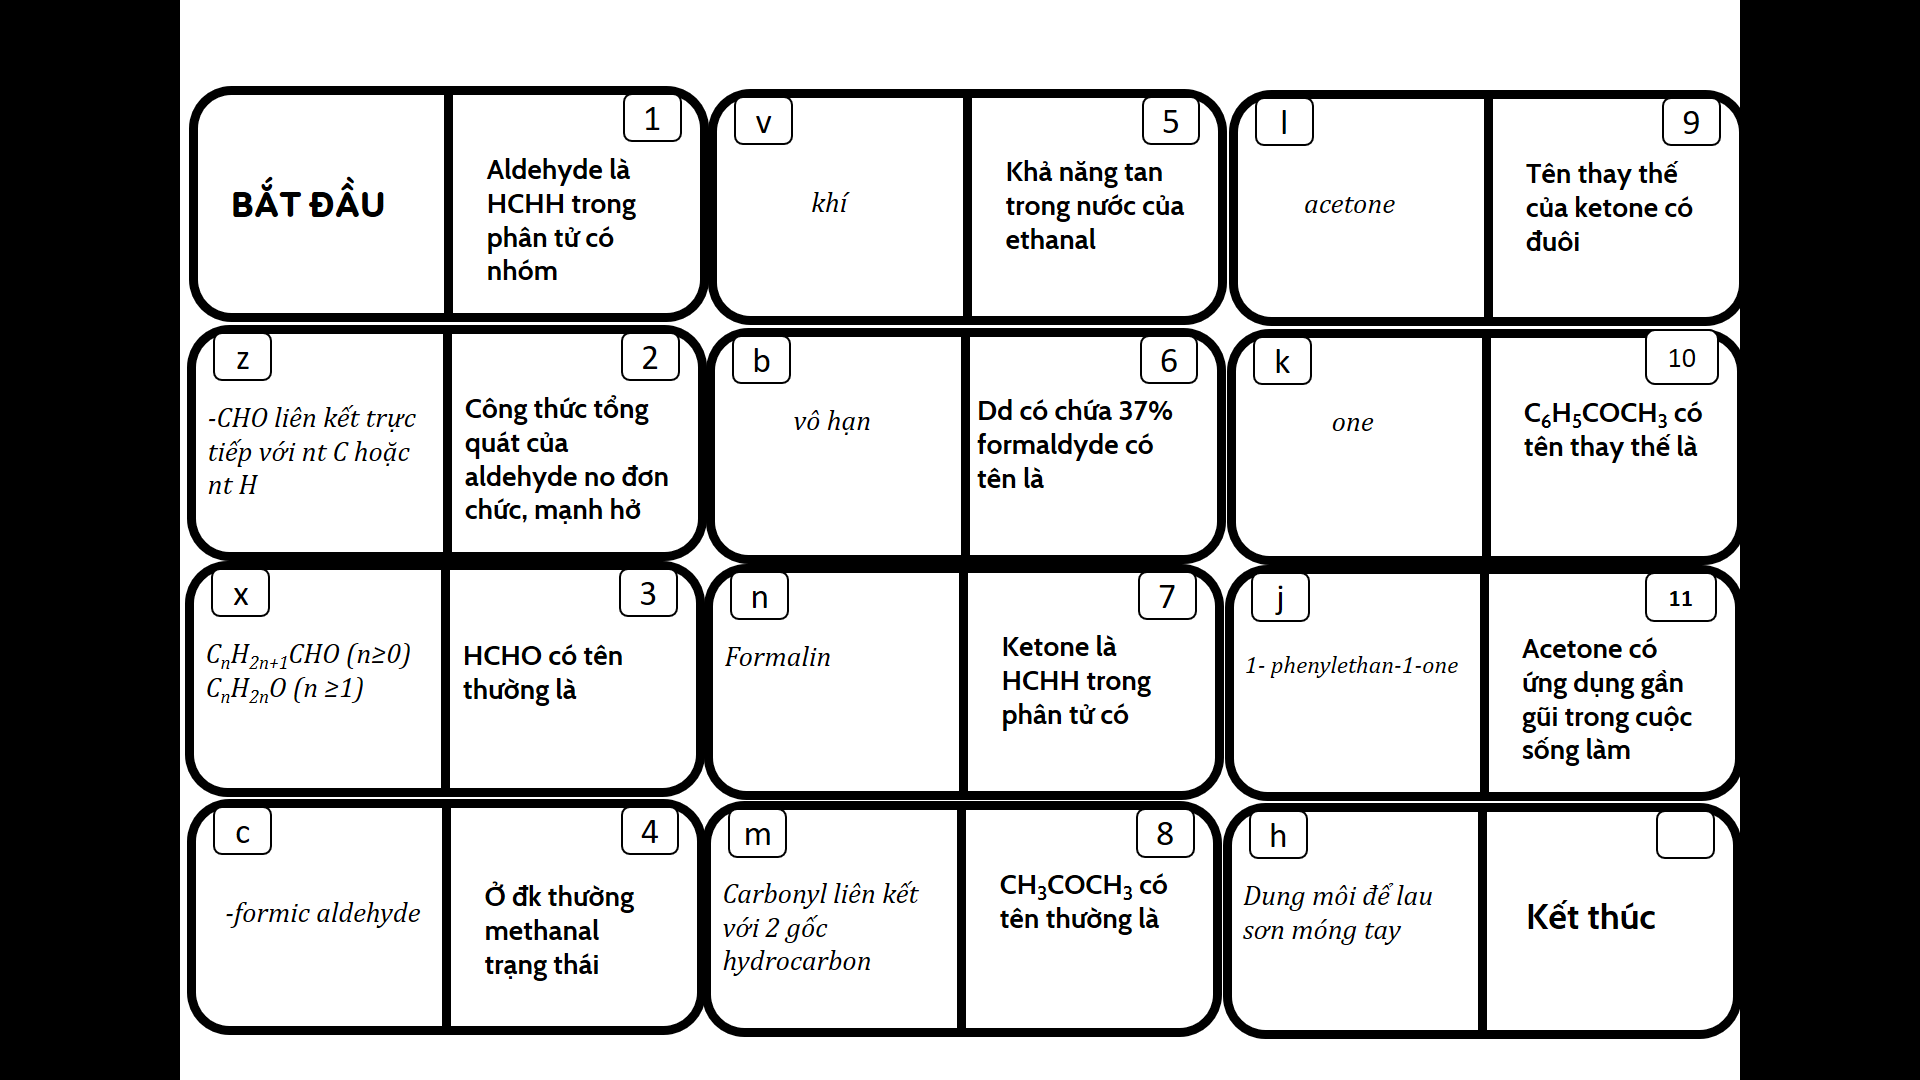 BẮT ĐẦU
1
Aldehyde là
HCHH trong
phân tử có
nhóm
z
-CHO liên kết trực
tiếp với nt C hoặc
nt H
2
Công thức tổng
quát của
aldehyde no đơn
chức, mạnh hở
x
CₙH₂ₙ₊₁CHO (n≥0)
CₙH₂ₙO (n ≥1)
3
HCHO có tên
thường là
c
-formic aldehyde
4
Ở đk thường
methanal
trạng thái
v
khí
5
Khả năng tan
trong nước của
ethanal
b
vô hạn
6
Dd có chứa 37%
formaldyde có
tên là
n
Formalin
7
Ketone là
HCHH trong
phân tử có
m
Carbonyl liên kết
với 2 gốc
hydrocarbon
8
CH₃COCH₃ có
tên thường là
l
acetone
9
Tên thay thế
của ketone có
đuôi
k
one
10
C₆H₅COCH₃ có
tên thay thế là
j
1- phenylethan-1-one
11
Acetone có
ứng dụng gần
gũi trong cuộc
sống làm
h
Dung môi để lau
sơn móng tay
Kết thúc